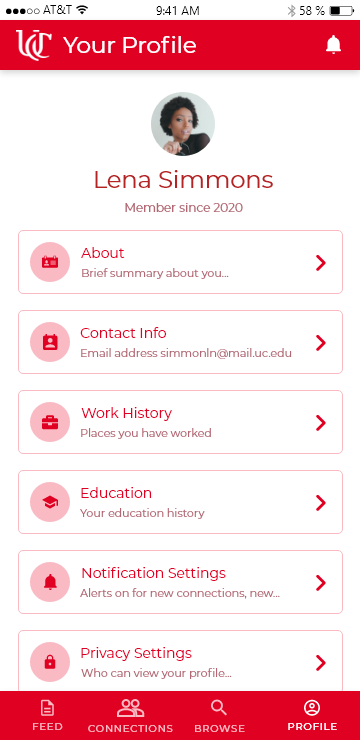 AT&T 9:41 AM 58 %
UC Your Profile
Lena Simmons
Member since 2020
About
Brief summary about you...
Contact Info
Email address simmonln@mail.uc.edu
Work History
Places you have worked
Education
Your education history
Notification Settings
Alerts on for new connections, new...
Privacy Settings
Who can view your profile...
FEED CONNECTIONS BROWSE PROFILE